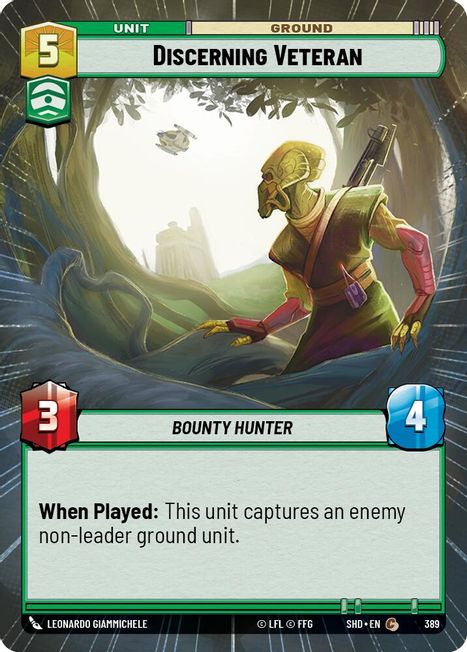 UNIT
GROUND
5
DISCERNING VETERAN
3
4
BOUNTY HUNTER
When Played: This unit captures an enemy
non-leader ground unit.
LEONARDO GIAMMICHELE
© LFL © FFG
SHD • EN
C
389